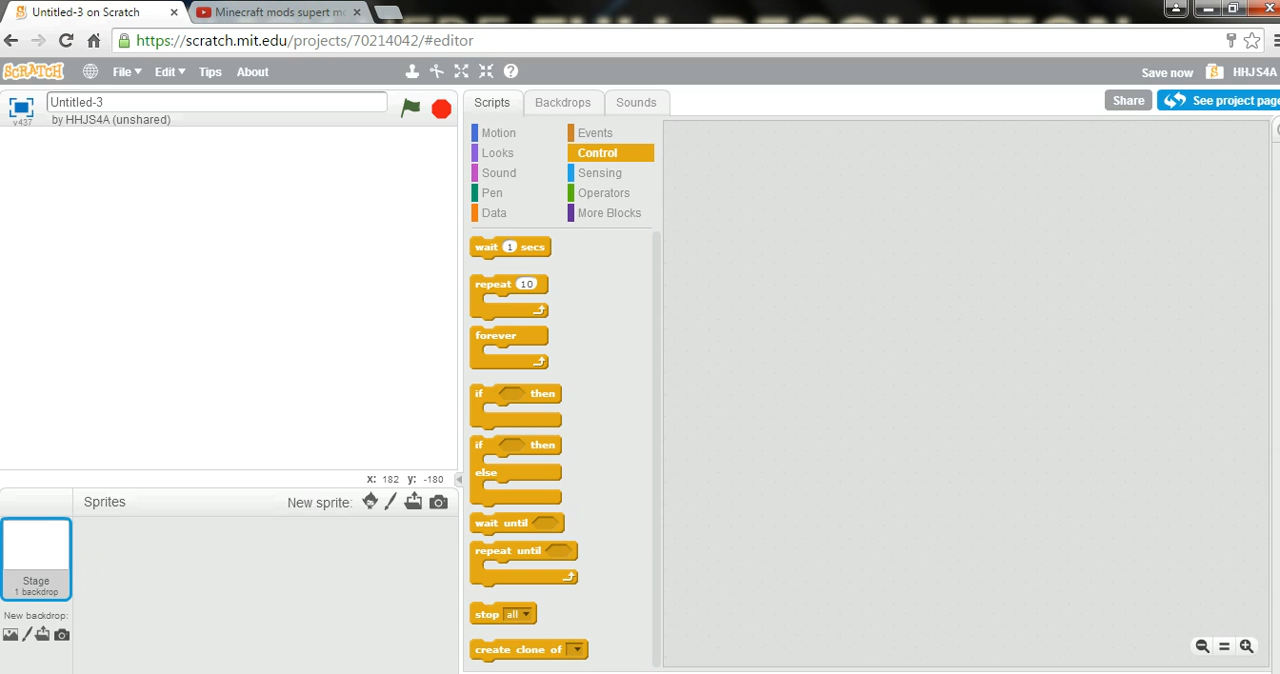 Untitled-3 on Scratch
Minecraft mods supert mo
https://scratch.mit.edu/projects/70214042/#editor
SCRATCH File Edit Tips About Save now HHJS4A
Untitled-3
v437
by HHJS4A (unshared)
Scripts Backdrops Sounds
Share See project page
Motion Events
Looks Control
Sound Sensing
Pen Operators
Data More Blocks
wait 1 secs
repeat 10
forever
if then
if then
else
wait until
repeat until
stop all
create clone of
x: 182 y: -180
Sprites New sprite:
Stage
1 backdrop
New backdrop: